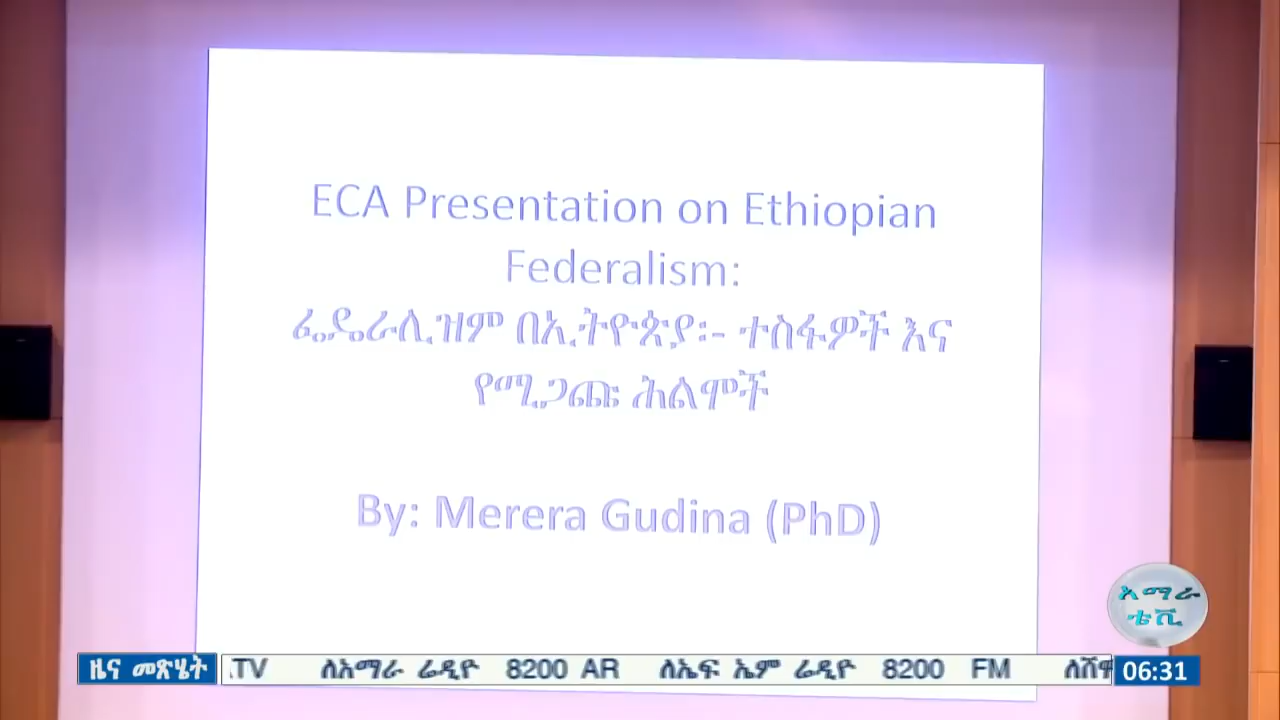 ECA Presentation on Ethiopian
Federalism:
ፌዴራሊዝም በኢትዮጵያ፡- ተስፋዎች እና
የሚጋጩ ሕልሞች
By: Merera Gudina (PhD)
አማራ
ቴቪ
ዜና መጽሄት .TV ለአማራ ሬዲዮ 8200 AR ለኤፍ ኤም ሬዲዮ 8200 FM 06:31